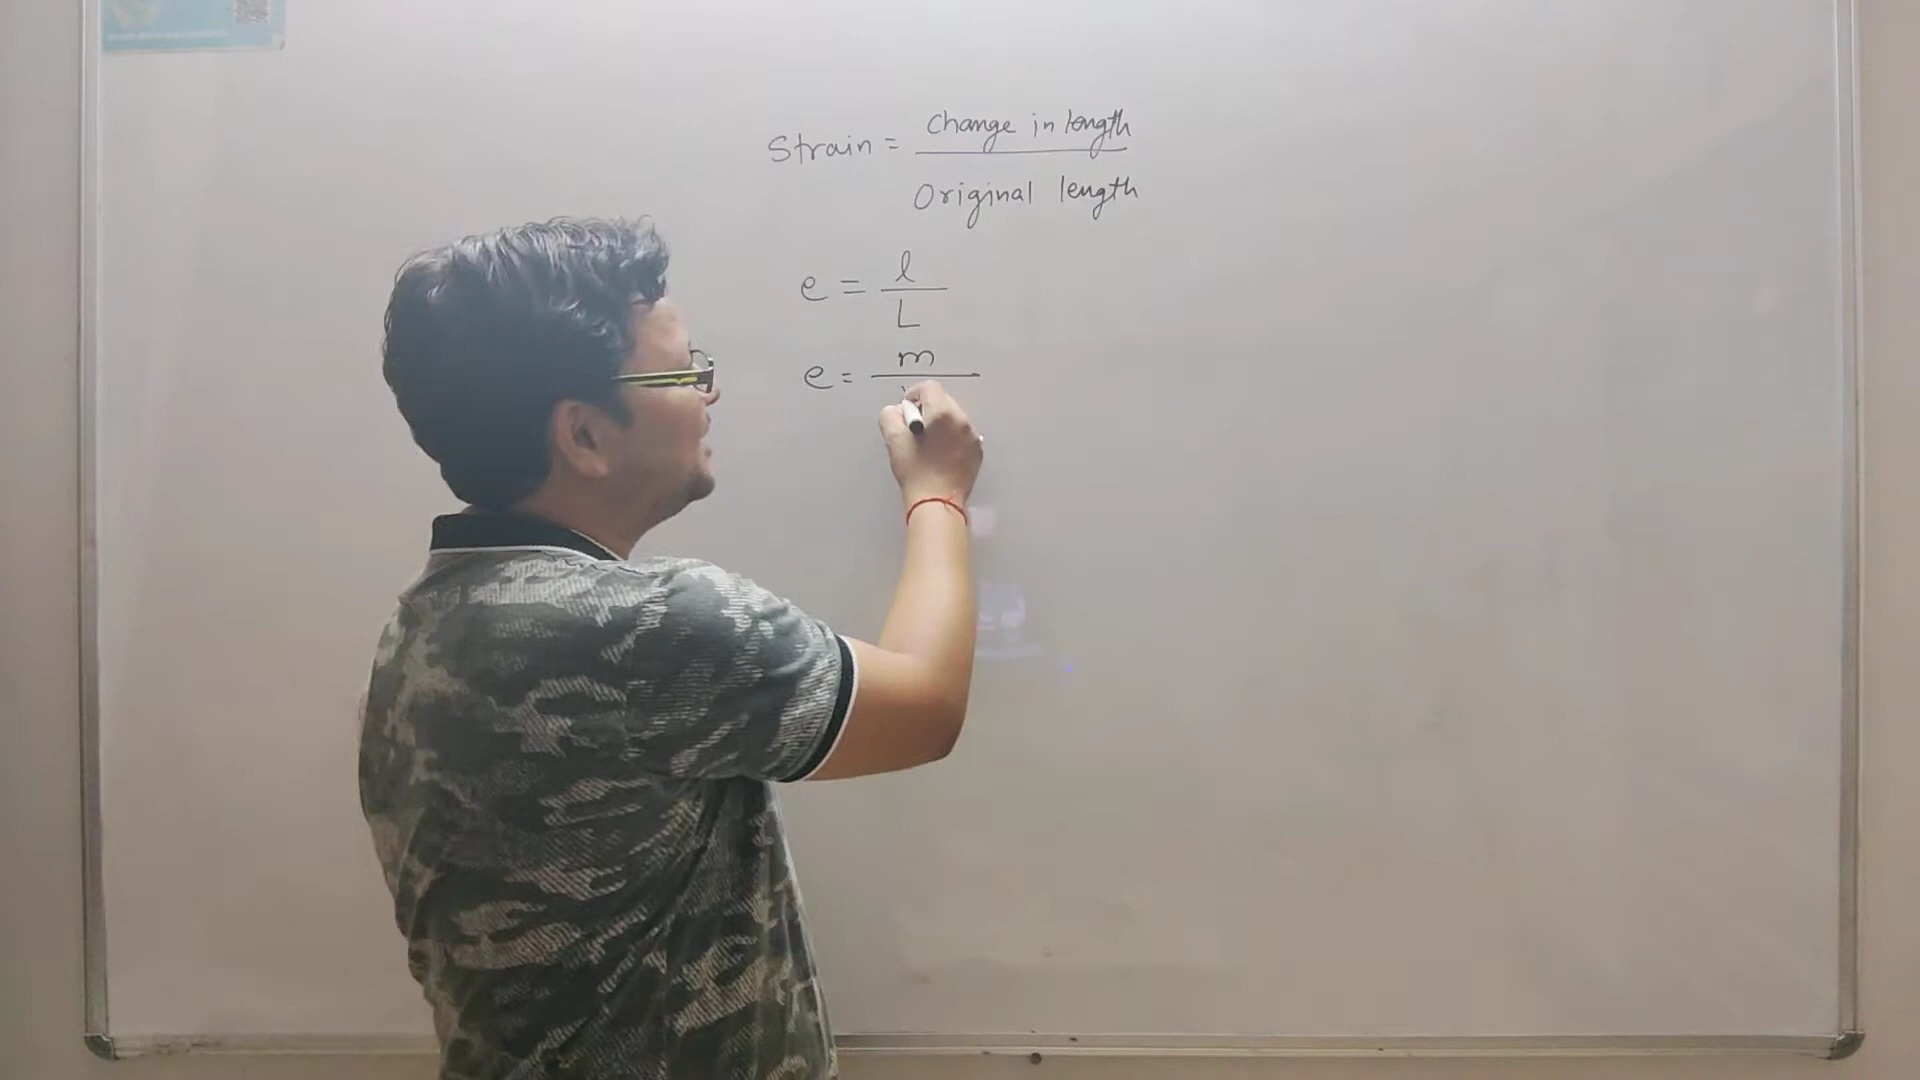 Strain = Change in length / Original length
e = l / L
e = m /